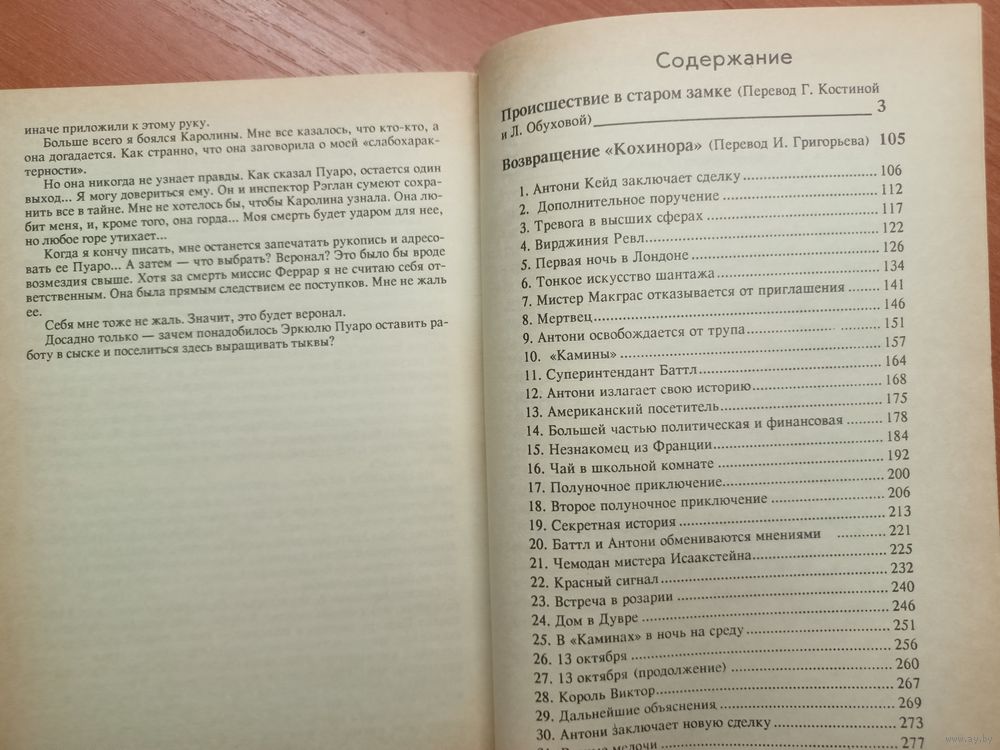 иначе приложили к этому руку.
Больше всего я боялся Каролины. Мне все казалось, что кто-кто, а
она догадается. Как странно, что она заговорила о моей «слабохарак-
терности».
Но она никогда не узнает правды. Как сказал Пуаро, остается один
выход... Я могу довериться ему. Он и инспектор Рэглан сумеют сохра-
нить все в тайне. Мне не хотелось бы, чтобы Каролина узнала. Она лю-
бит меня, и, кроме того, она горда... Моя смерть будет ударом для нее,
но любое горе утихает...
Когда я кончу писать, мне останется запечатать рукопись и адресо-
вать ее Пуаро... А затем — что выбрать? Веронал? Это было бы вроде
возмездия свыше. Хотя за смерть миссис Феррар я не считаю себя от-
ветственным. Она была прямым следствием ее поступков. Мне не жаль
ее.
Себя мне тоже не жаль. Значит, это будет веронал.
Досадно только — зачем понадобилось Эркюлю Пуаро оставить ра-
боту в сыске и поселиться здесь выращивать тыквы?
Содержание
Происшествие в старом замке (Перевод Г. Костиной
и Л. Обуховой) 3
Возвращение «Кохинора» (Перевод И. Григорьева) 105
1. Антони Кейд заключает сделку 106
2. Дополнительное поручение 112
3. Тревога в высших сферах 117
4. Вирджиния Ревл 122
5. Первая ночь в Лондоне 126
6. Тонкое искусство шантажа 134
7. Мистер Макграс отказывается от приглашения 141
8. Мертвец 146
9. Антони освобождается от трупа 151
10. «Камины» 157
11. Суперинтендант Баттл 164
12. Антони излагает свою историю 168
13. Американский посетитель 175
14. Большей частью политическая и финансовая 178
15. Незнакомец из Франции 184
16. Чай в школьной комнате 192
17. Полуночное приключение 200
18. Второе полуночное приключение 206
19. Секретная история 213
20. Баттл и Антони обмениваются мнениями 221
21. Чемодан мистера Исаакстейна 225
22. Красный сигнал 232
23. Встреча в розарии 240
24. Дом в Дувре 246
25. В «Каминах» в ночь на среду 251
26. 13 октября 256
27. 13 октября (продолжение) 260
28. Король Виктор 267
29. Дальнейшие объяснения 269
30. Антони заключает новую сделку 273
мелочи 277
www.ay.by